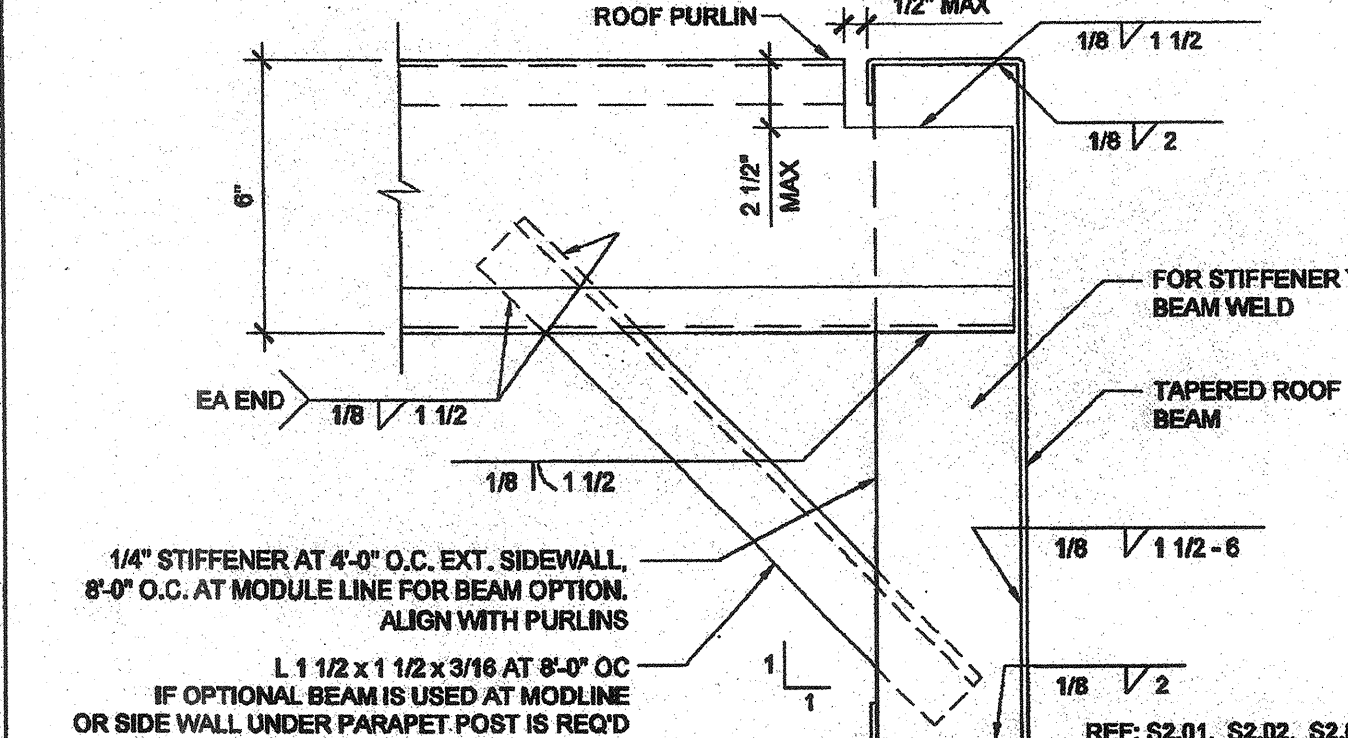 ROOF PURLIN
1/2" MAX
1/8 1 1/2
1/8 2
6"
2 1/2"
MAX
FOR STIFFENER
BEAM WELD
TAPERED ROOF
BEAM
EA END
1/8 1 1/2
1/8 1 1/2
1/8 1 1/2 - 6
1/4" STIFFENER AT 4'-0" O.C. EXT. SIDEWALL,
8'-0" O.C. AT MODULE LINE FOR BEAM OPTION.
ALIGN WITH PURLINS
L 1 1/2 x 1 1/2 x 3/16 AT 8'-0" OC
IF OPTIONAL BEAM IS USED AT MODLINE
OR SIDE WALL UNDER PARAPET POST IS REQ'D
1
1
1/8 2
REF: S2.01, S2.02,